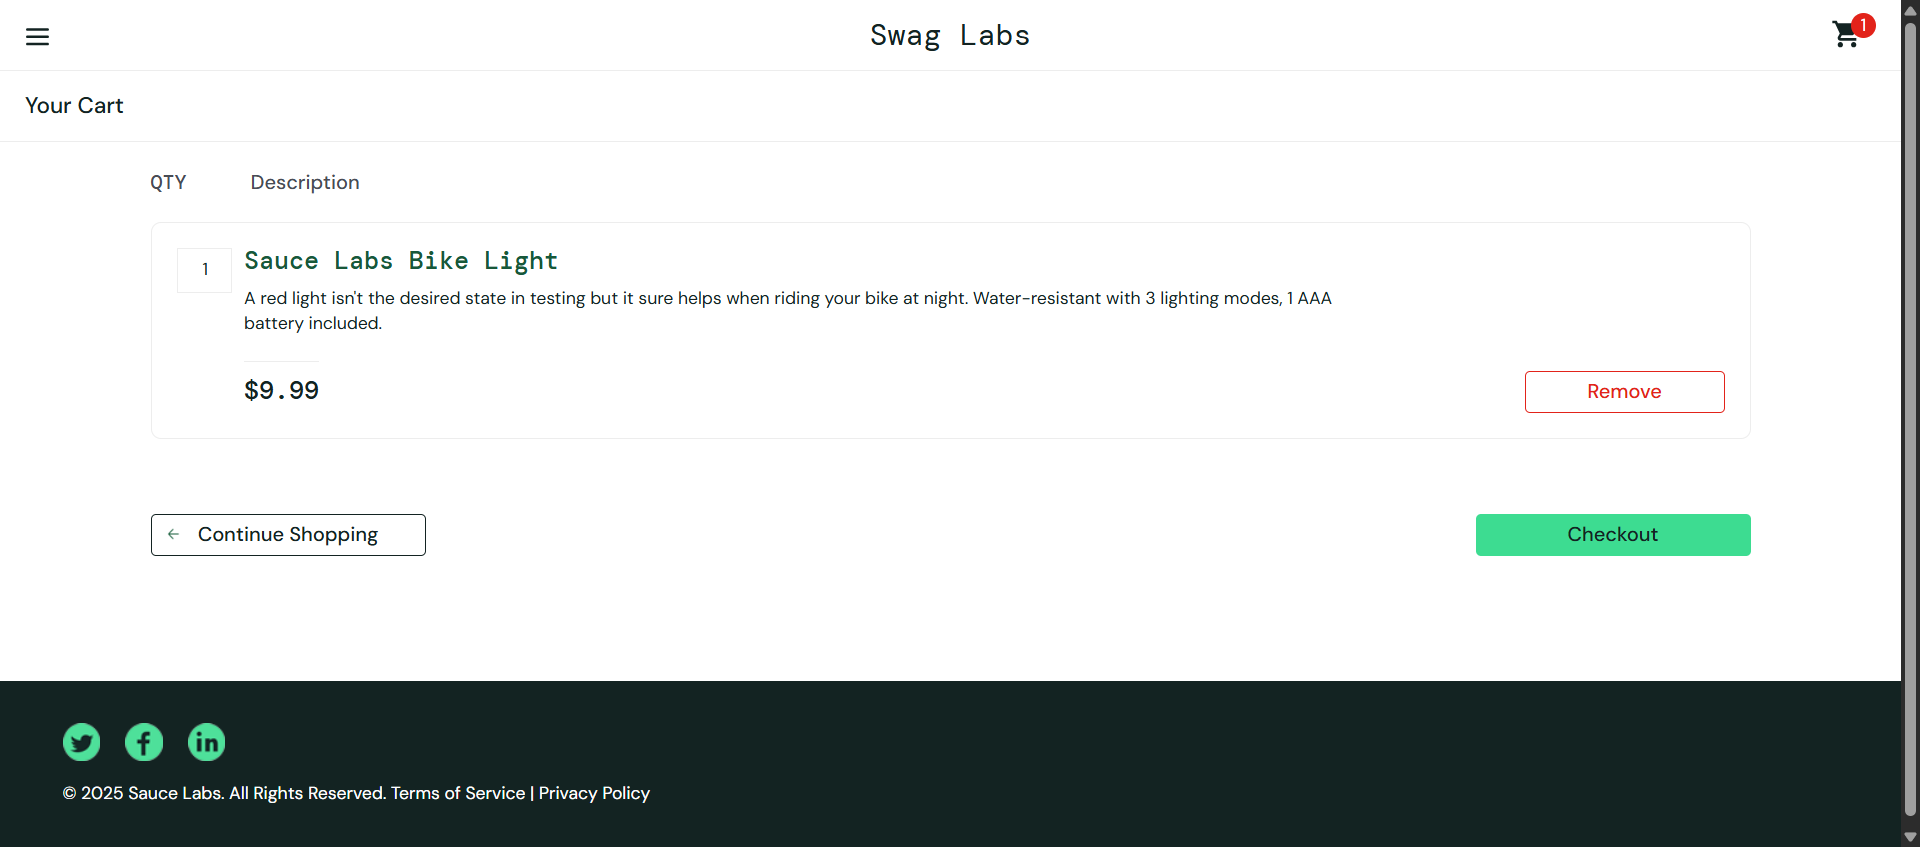 Swag Labs
1
Your Cart
QTY Description
1
Sauce Labs Bike Light
A red light isn't the desired state in testing but it sure helps when riding your bike at night. Water-resistant with 3 lighting modes, 1 AAA
battery included.
$9.99
Remove
Continue Shopping
Checkout
© 2025 Sauce Labs. All Rights Reserved. Terms of Service | Privacy Policy